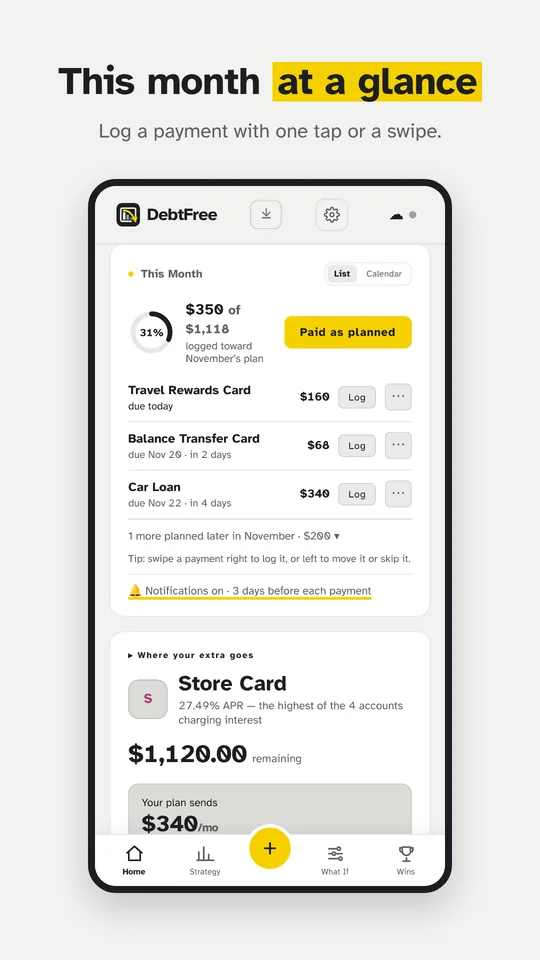 This month at a glance
Log a payment with one tap or a swipe.
DebtFree
This Month
List
Calendar
31%
$350 of
$1,118
logged toward
November's plan
Paid as planned
Travel Rewards Card
due today
$160
Log
···
Balance Transfer Card
due Nov 20 · in 2 days
$68
Log
···
Car Loan
due Nov 22 · in 4 days
$340
Log
···
1 more planned later in November · $200 ▾
Tip: swipe a payment right to log it, or left to move it or skip it.
🔔 Notifications on · 3 days before each payment
▸ Where your extra goes
S
Store Card
27.49% APR — the highest of the 4 accounts
charging interest
$1,120.00 remaining
Your plan sends
$340/mo
+
Home
Strategy
What If
Wins